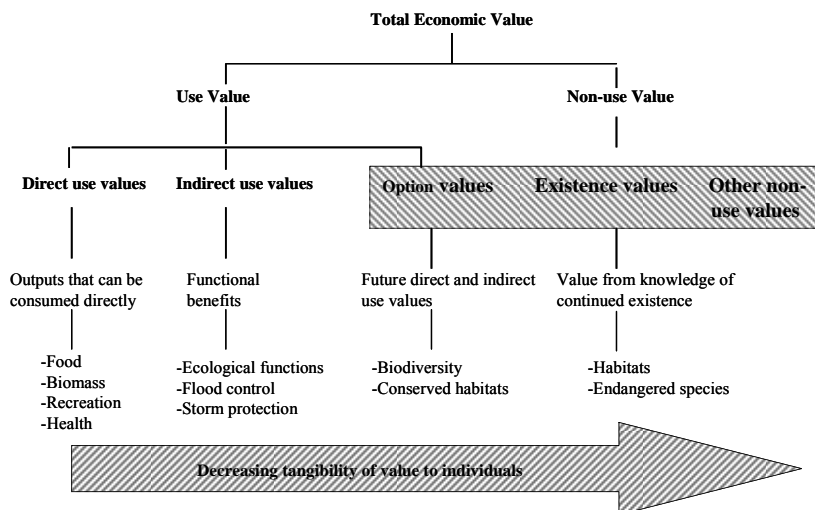 Total Economic Value
Use Value
Non-use Value
Direct use values
Indirect use values
Option values
Existence values
Other non-
use values
Outputs that can be
consumed directly
Functional
benefits
Future direct and indirect
use values
Value from knowledge of
continued existence
-Food
-Biomass
-Recreation
-Health
-Ecological functions
-Flood control
-Storm protection
-Biodiversity
-Conserved habitats
-Habitats
-Endangered species
Decreasing tangibility of value to individuals